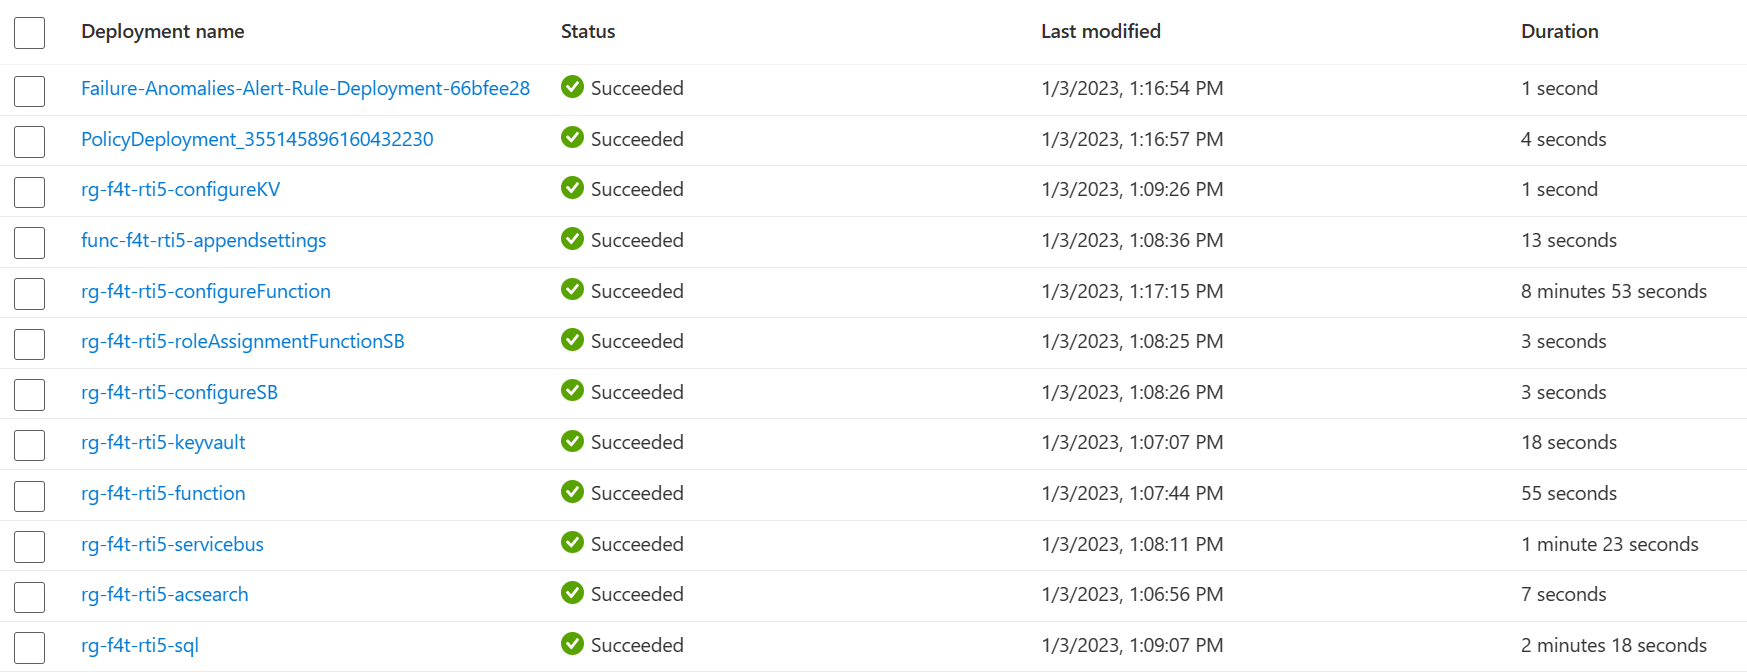 Deployment name Status Last modified Duration
Failure-Anomalies-Alert-Rule-Deployment-66bfee28 Succeeded 1/3/2023, 1:16:54 PM 1 second
PolicyDeployment_355145896160432230 Succeeded 1/3/2023, 1:16:57 PM 4 seconds
rg-f4t-rti5-configureKV Succeeded 1/3/2023, 1:09:26 PM 1 second
func-f4t-rti5-appendsettings Succeeded 1/3/2023, 1:08:36 PM 13 seconds
rg-f4t-rti5-configureFunction Succeeded 1/3/2023, 1:17:15 PM 8 minutes 53 seconds
rg-f4t-rti5-roleAssignmentFunctionSB Succeeded 1/3/2023, 1:08:25 PM 3 seconds
rg-f4t-rti5-configureSB Succeeded 1/3/2023, 1:08:26 PM 3 seconds
rg-f4t-rti5-keyvault Succeeded 1/3/2023, 1:07:07 PM 18 seconds
rg-f4t-rti5-function Succeeded 1/3/2023, 1:07:44 PM 55 seconds
rg-f4t-rti5-servicebus Succeeded 1/3/2023, 1:08:11 PM 1 minute 23 seconds
rg-f4t-rti5-acsearch Succeeded 1/3/2023, 1:06:56 PM 7 seconds
rg-f4t-rti5-sql Succeeded 1/3/2023, 1:09:07 PM 2 minutes 18 seconds